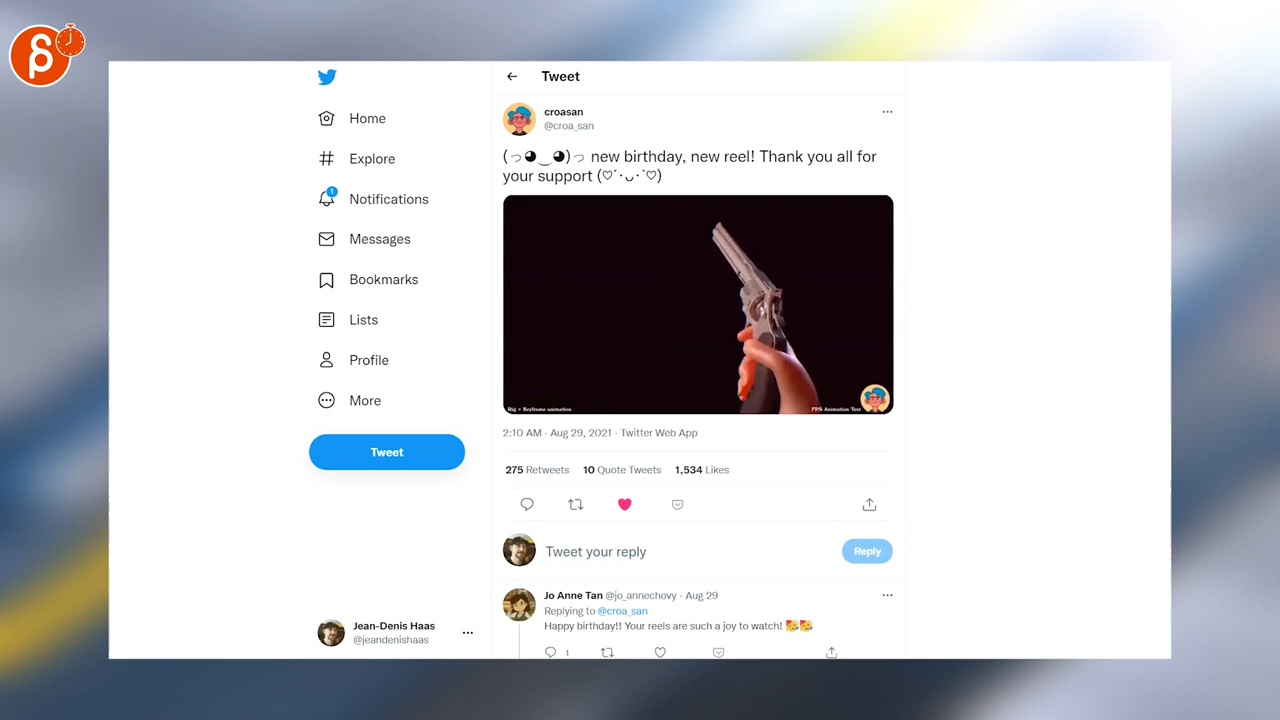 Tweet
Home
Explore
1
Notifications
Messages
Bookmarks
Lists
Profile
More
Tweet
Jean-Denis Haas
@jeandenishaas
croasan
@croa_san
(っ◕‿◕)っ new birthday, new reel! Thank you all for
your support (♡´･ᴗ･`♡)
Rig + Keyframe animation
FPS Animation Test
2:10 AM · Aug 29, 2021 · Twitter Web App
275 Retweets 10 Quote Tweets 1,534 Likes
Tweet your reply
Reply
Jo Anne Tan @jo_annechovy · Aug 29
Replying to @croa_san
Happy birthday!! Your reels are such a joy to watch! 🥰🥰
1